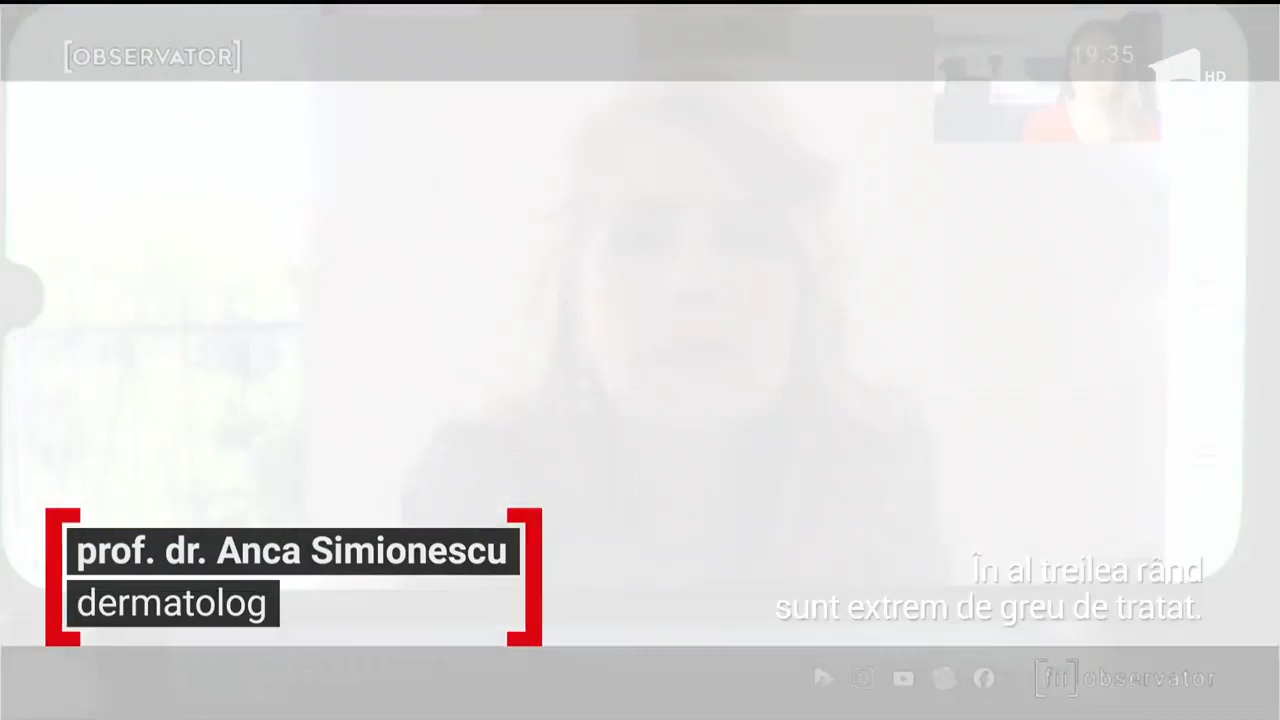 [OBSERVATOR]
19.35
HD
prof. dr. Anca Simionescu
dermatolog
În al treilea rând
sunt extrem de greu de tratat.
[fii] observator